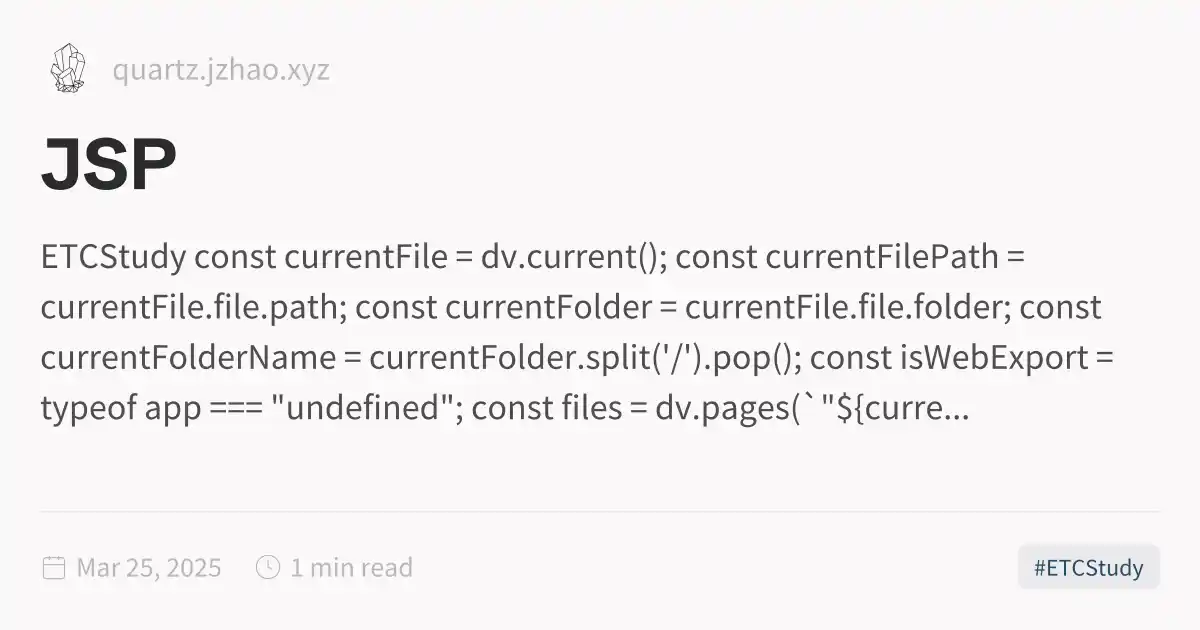 quartz.jzhao.xyz
JSP
ETCStudy const currentFile = dv.current(); const currentFilePath =
currentFile.file.path; const currentFolder = currentFile.file.folder; const
currentFolderName = currentFolder.split('/').pop(); const isWebExport =
typeof app === "undefined"; const files = dv.pages(`"${curre...
Mar 25, 2025 1 min read #ETCStudy